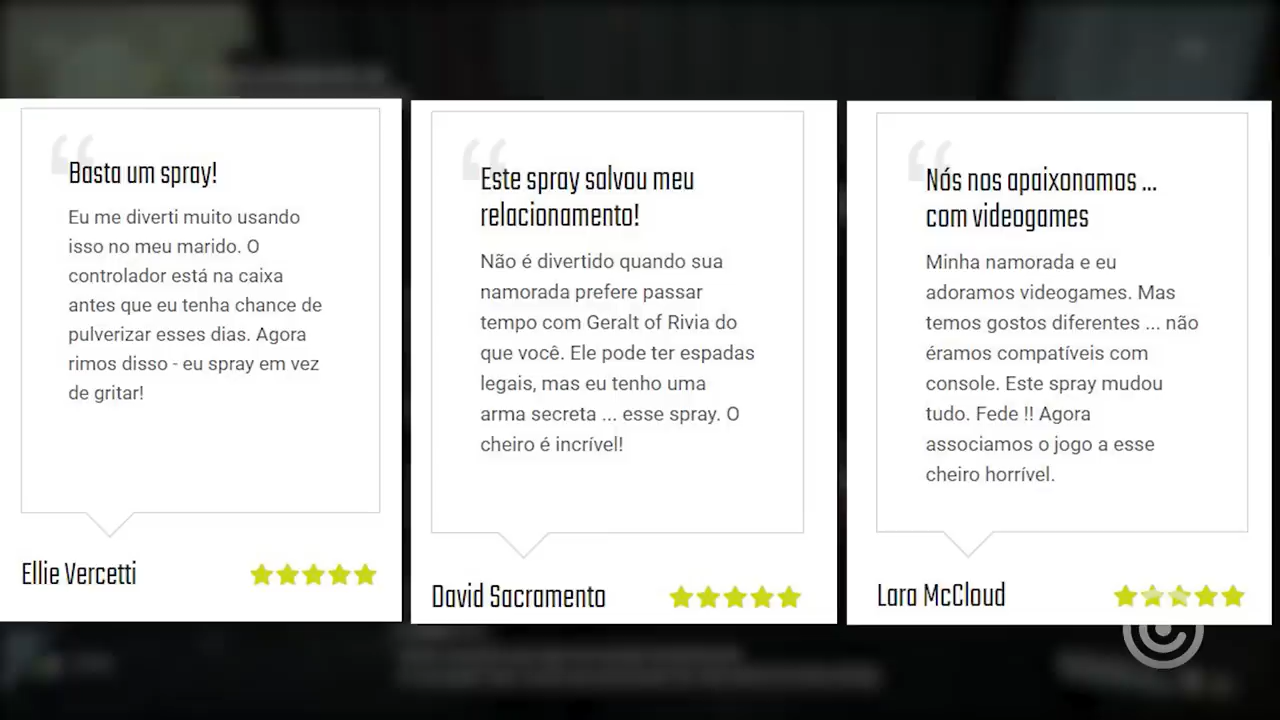 Basta um spray!
Eu me diverti muito usando
isso no meu marido. O
controlador está na caixa
antes que eu tenha chance de
pulverizar esses dias. Agora
rimos disso - eu spray em vez
de gritar!
Ellie Vercetti
Este spray salvou meu
relacionamento!
Não é divertido quando sua
namorada prefere passar
tempo com Geralt of Rivia do
que você. Ele pode ter espadas
legais, mas eu tenho uma
arma secreta ... esse spray. O
cheiro é incrível!
David Sacramento
Nós nos apaixonamos ...
com videogames
Minha namorada e eu
adoramos videogames. Mas
temos gostos diferentes ... não
éramos compatíveis com
console. Este spray mudou
tudo. Fede !! Agora
associamos o jogo a esse
cheiro horrível.
Lara McCloud